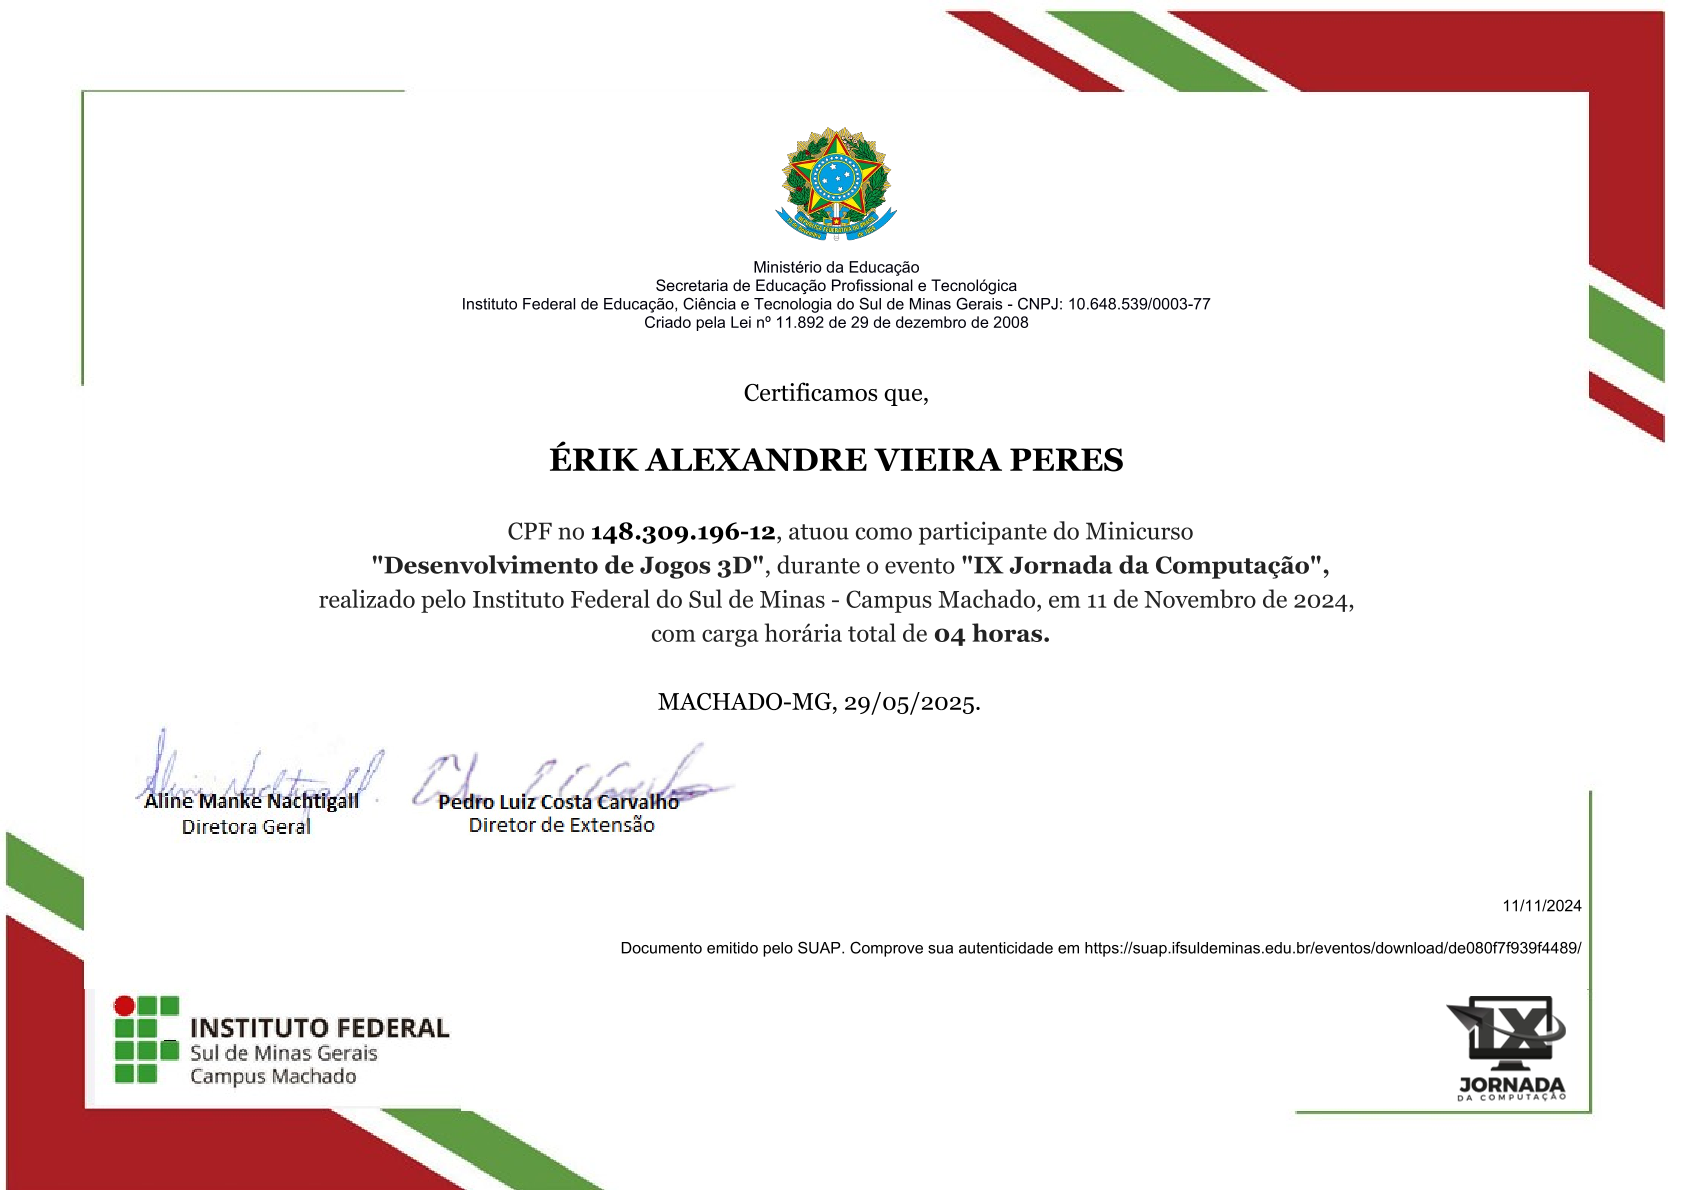 Ministério da Educação
Secretaria de Educação Profissional e Tecnológica
Instituto Federal de Educação, Ciência e Tecnologia do Sul de Minas Gerais - CNPJ: 10.648.539/0003-77
Criado pela Lei nº 11.892 de 29 de dezembro de 2008
Certificamos que,
ÉRIK ALEXANDRE VIEIRA PERES
CPF no 148.309.196-12, atuou como participante do Minicurso
"Desenvolvimento de Jogos 3D", durante o evento "IX Jornada da Computação",
realizado pelo Instituto Federal do Sul de Minas - Campus Machado, em 11 de Novembro de 2024,
com carga horária total de 04 horas.
MACHADO-MG, 29/05/2025.
Aline Nachtigall
Aline Manke Nachtigall
Diretora Geral
Pedro Luiz Costa Carvalho
Diretor de Extensão
11/11/2024
Documento emitido pelo SUAP. Comprove sua autenticidade em https://suap.ifsuldeminas.edu.br/eventos/download/de080f7f939f4489/
INSTITUTO FEDERAL
Sul de Minas Gerais
Campus Machado
IX
JORNADA
DA COMPUTAÇÃO